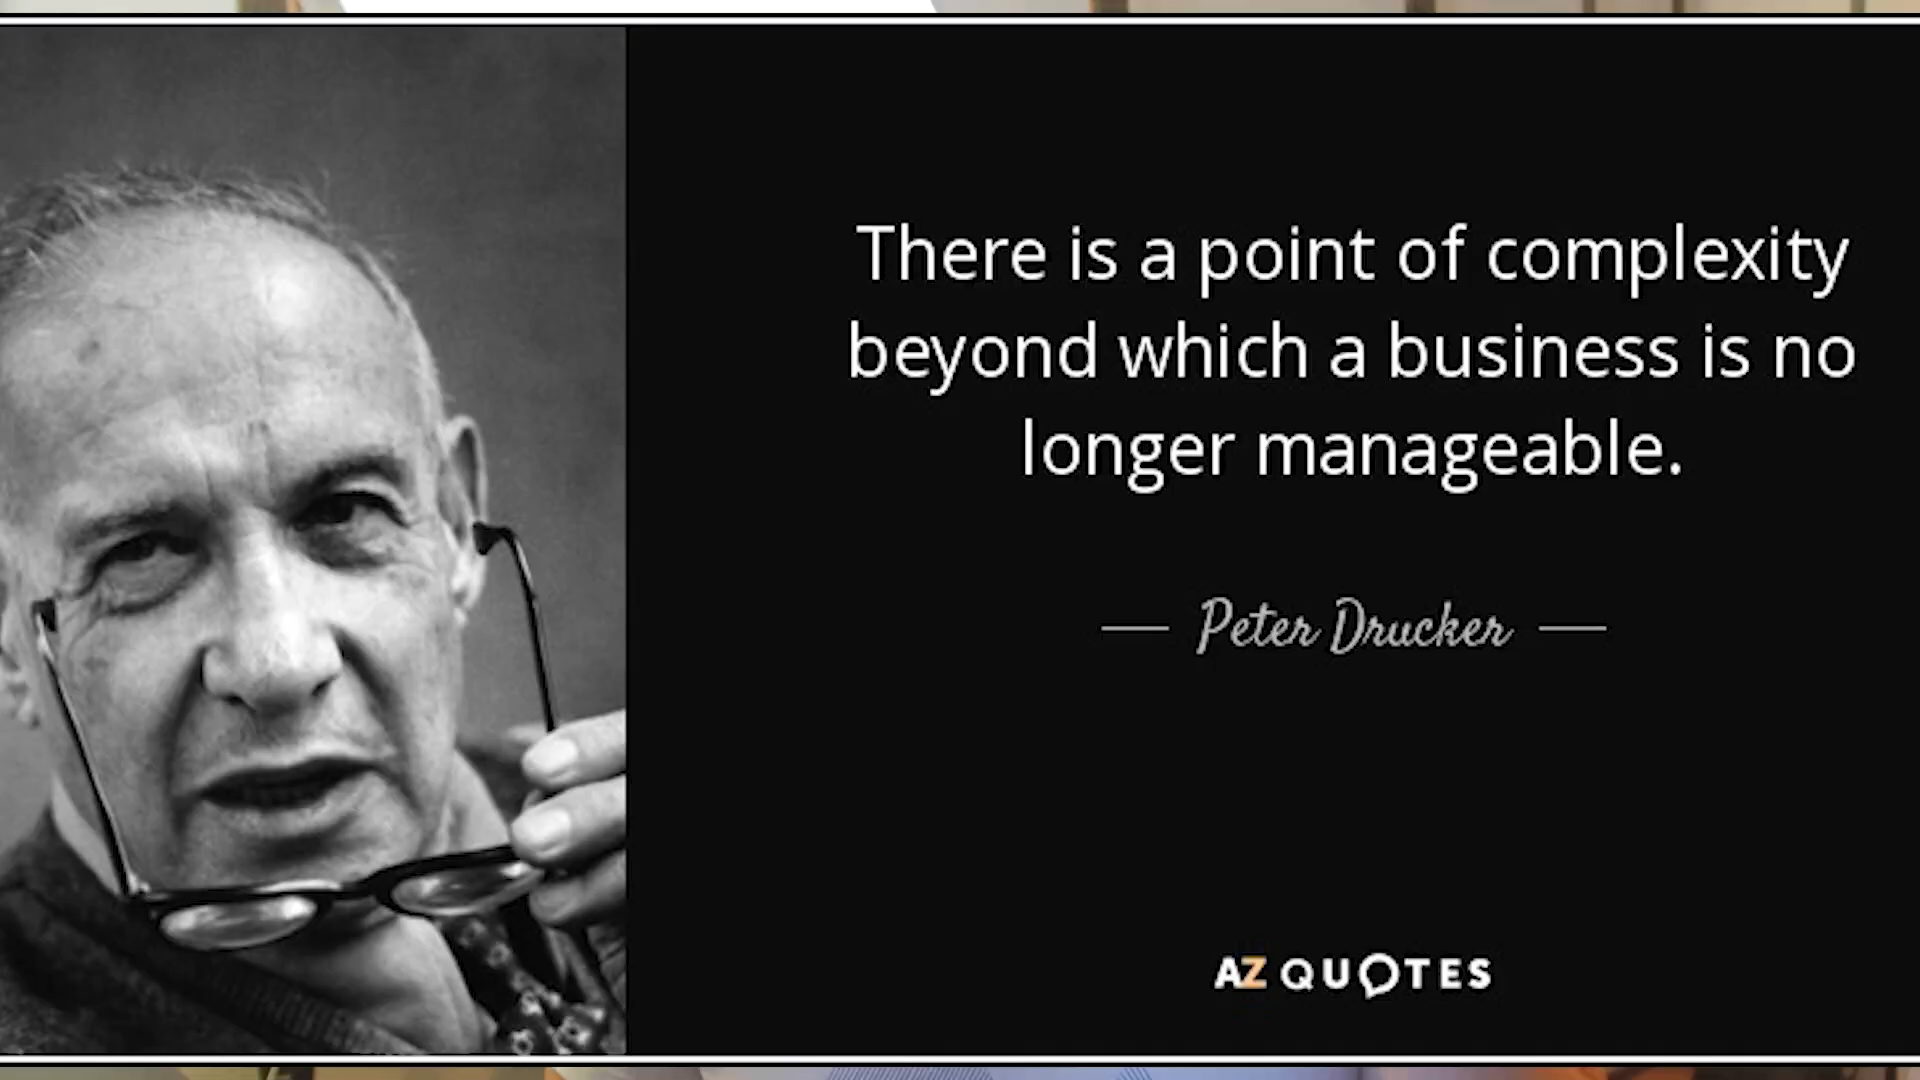 There is a point of complexity
beyond which a business is no
longer manageable.
Peter Drucker
AZ QUOTES